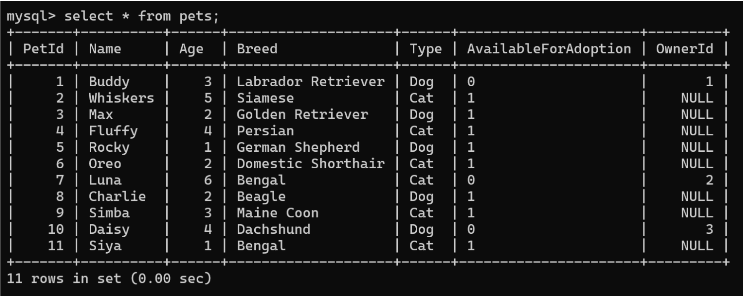 mysql> select * from pets;
+-------+-----------+------+--------------------+------+----------------------+---------+
| PetId | Name      | Age  | Breed              | Type | AvailableForAdoption | OwnerId |
+-------+-----------+------+--------------------+------+----------------------+---------+
|     1 | Buddy     |    3 | Labrador Retriever | Dog  | 0                    |       1 |
|     2 | Whiskers  |    5 | Siamese            | Cat  | 1                    |    NULL |
|     3 | Max       |    2 | Golden Retriever   | Dog  | 1                    |    NULL |
|     4 | Fluffy    |    4 | Persian            | Cat  | 1                    |    NULL |
|     5 | Rocky     |    1 | German Shepherd    | Dog  | 1                    |    NULL |
|     6 | Oreo      |    2 | Domestic Shorthair | Cat  | 1                    |    NULL |
|     7 | Luna      |    6 | Bengal             | Cat  | 0                    |       2 |
|     8 | Charlie   |    2 | Beagle             | Dog  | 1                    |    NULL |
|     9 | Simba     |    3 | Maine Coon         | Cat  | 1                    |    NULL |
|    10 | Daisy     |    4 | Dachshund          | Dog  | 0                    |       3 |
|    11 | Siya      |    1 | Bengal             | Cat  | 1                    |    NULL |
+-------+-----------+------+--------------------+------+----------------------+---------+
11 rows in set (0.00 sec)